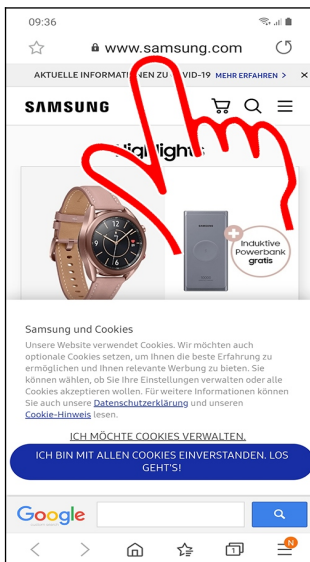 09:36
www.samsung.com
AKTUELLE INFORMATIONEN ZU COVID-19 MEHR ERFAHREN > ×
SAMSUNG
Highlights
SAMSUNG
Induktive
Powerbank
gratis
Samsung und Cookies
Unsere Website verwendet Cookies. Wir möchten auch
optionale Cookies setzen, um Ihnen die beste Erfahrung zu
ermöglichen und Ihnen relevante Werbung zu bieten. Sie
können wählen, ob Sie Ihre Einstellungen verwalten oder alle
Cookies akzeptieren wollen. Für weitere Informationen können
Sie auch unsere Datenschutzerklärung und unseren
Cookie-Hinweis lesen.
ICH MÖCHTE COOKIES VERWALTEN.
ICH BIN MIT ALLEN COOKIES EINVERSTANDEN. LOS
GEHT'S!
Google
1
N